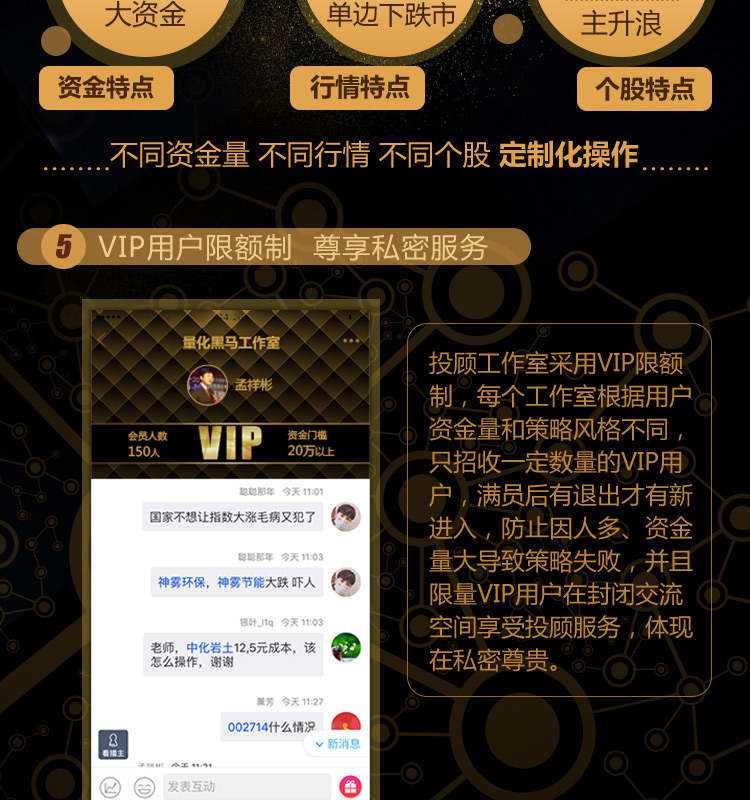 大资金
单边下跌市
主升浪
资金特点
行情特点
个股特点
不同资金量 不同行情 不同个股 定制化操作
5 VIP用户限额制 尊享私密服务
量化黑马工作室
孟祥彬
会员人数
150人
VIP
资金门槛
20万以上
聪聪那年 今天 11:01
国家不想让指数大涨毛病又犯了
聪聪那年 今天 11:03
神雾环保，神雾节能大跌 吓人
银叶_l1q 今天 11:03
老师，中化岩土12,5元成本，该
怎么操作，谢谢
今天 11:27
002714什么情况
新消息
看播主
今天 11:31
发表互动
投顾工作室采用VIP限额
制，每个工作室根据用户
资金量和策略风格不同，
只招收一定数量的VIP用
户，满员后有退出才有新
进入，防止因人多、资金
量大导致策略失败，并且
限量VIP用户在封闭交流
空间享受投顾服务，体现
在私密尊贵。